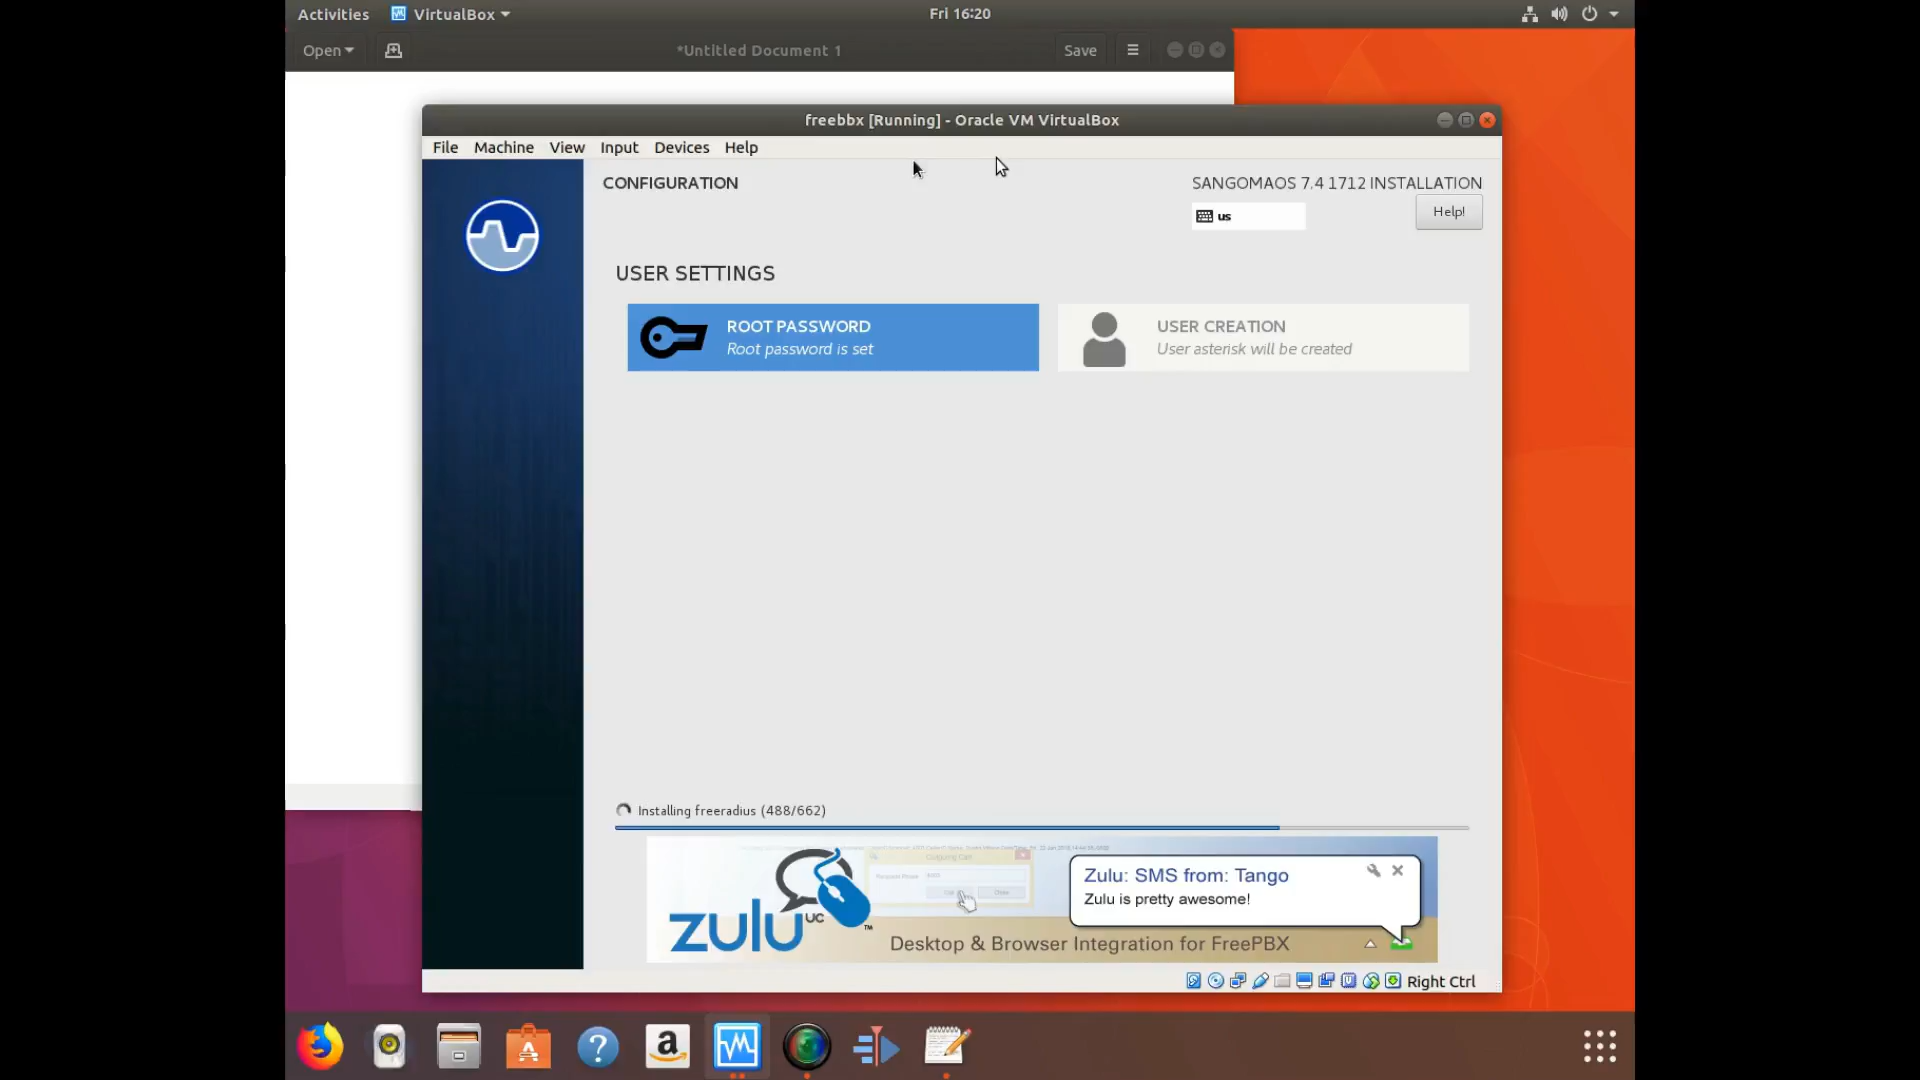 Activities
VirtualBox
Fri 16:20
Open
*Untitled Document 1
Save
freebbx [Running] - Oracle VM VirtualBox
File Machine View Input Devices Help
CONFIGURATION
SANGOMAOS 7.4 1712 INSTALLATION
us
Help!
USER SETTINGS
ROOT PASSWORD
Root password is set
USER CREATION
User asterisk will be created
Installing freeradius (488/662)
zulu UC ™
Zulu: SMS from: Tango
Zulu is pretty awesome!
Desktop & Browser Integration for FreePBX
Right Ctrl